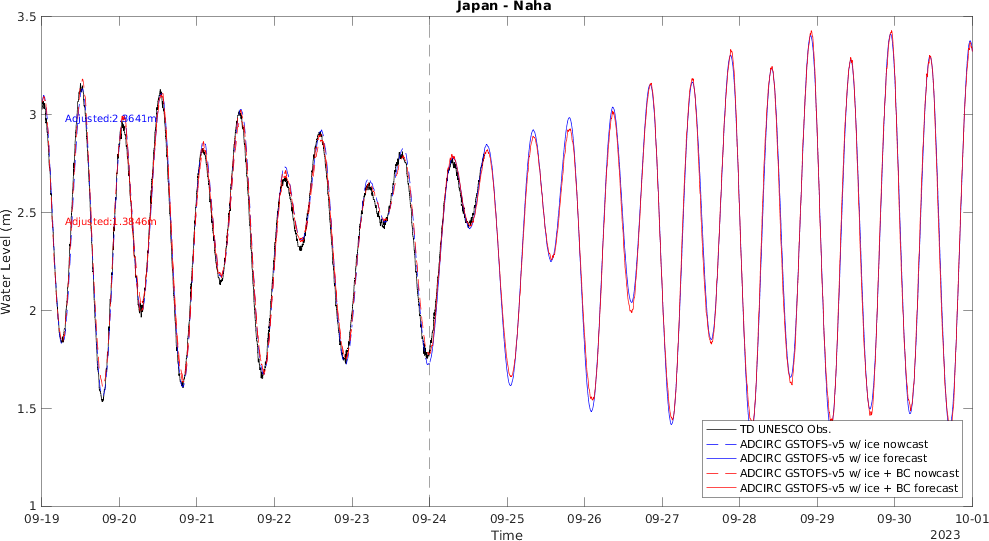 Japan - Naha
Water Level (m)
3.5
3
2.5
2
1.5
1
Adjusted:1.3846m
TD UNESCO Obs.
ADCIRC GSTOFS-v5 w/ ice nowcast
ADCIRC GSTOFS-v5 w/ ice forecast
ADCIRC GSTOFS-v5 w/ ice + BC nowcast
ADCIRC GSTOFS-v5 w/ ice + BC forecast
09-19 09-20 09-21 09-22 09-23 09-24 09-25 09-26 09-27 09-28 09-29 09-30 10-01
Time
2023